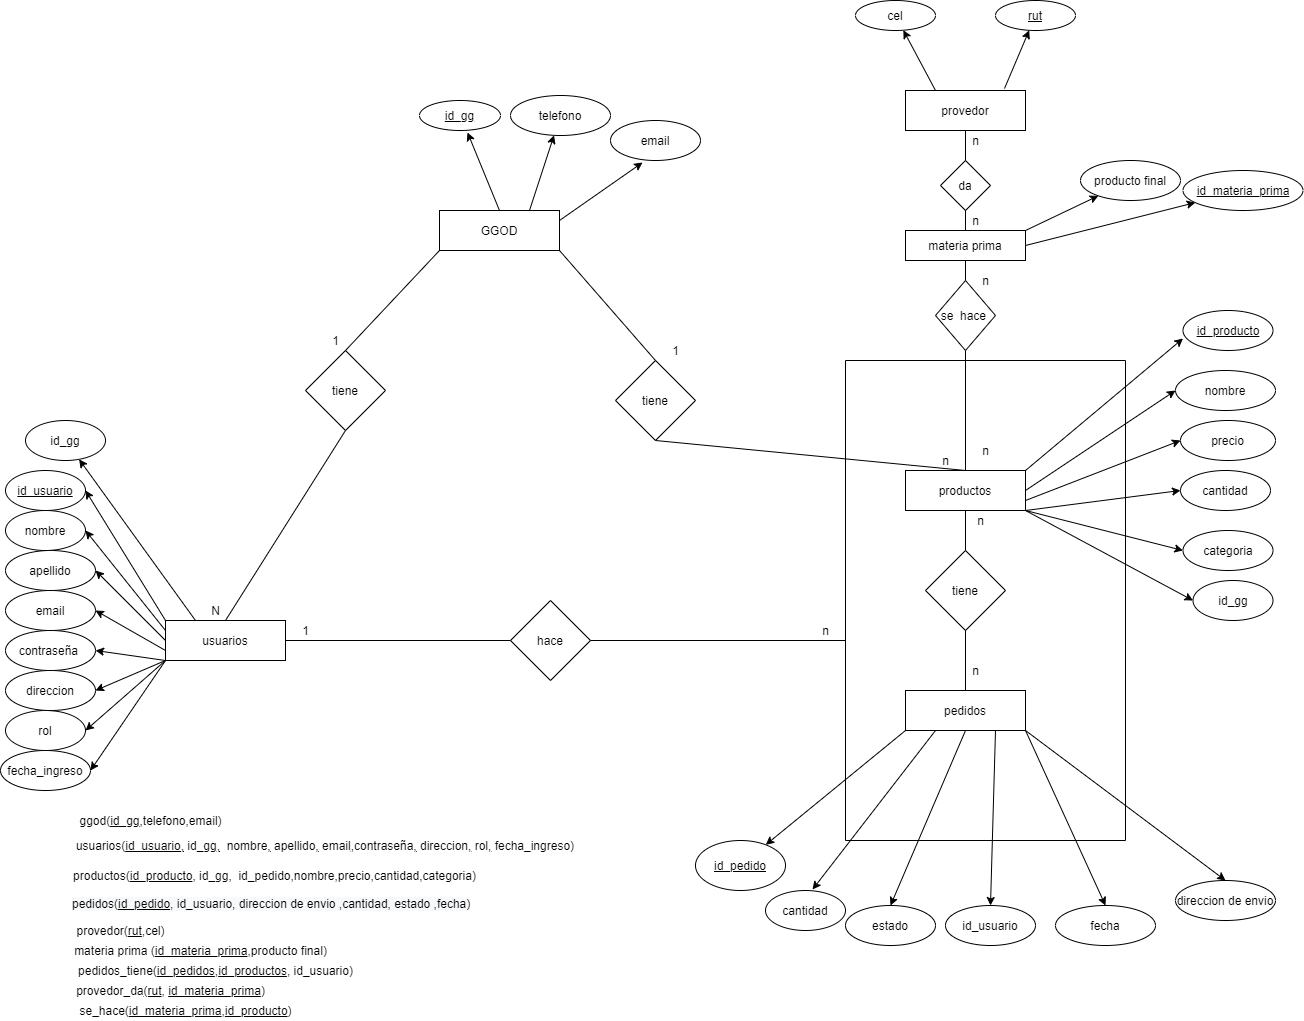 cel
rut
provedor
n
da
n
materia prima
producto final
id_materia_prima
n
se hace
id_gg
telefono
email
GGOD
1
tiene
1
tiene
id_producto
nombre
precio
cantidad
categoria
id_gg
n
n
productos
n
tiene
n
pedidos
id_gg
id_usuario
nombre
apellido
email
contraseña
direccion
rol
fecha_ingreso
N
usuarios
1
hace
n
id_pedido
cantidad
estado
id_usuario
fecha
direccion de envio
ggod(id_gg,telefono,email)
usuarios(id_usuario, id_gg, nombre, apellido, email,contraseña, direccion, rol, fecha_ingreso)
productos(id_producto, id_gg, id_pedido,nombre,precio,cantidad,categoria)
pedidos(id_pedido, id_usuario, direccion de envio ,cantidad, estado ,fecha)
provedor(rut,cel)
materia prima (id_materia_prima,producto final)
pedidos_tiene(id_pedidos,id_productos, id_usuario)
provedor_da(rut, id_materia_prima)
se_hace(id_materia_prima,id_producto)